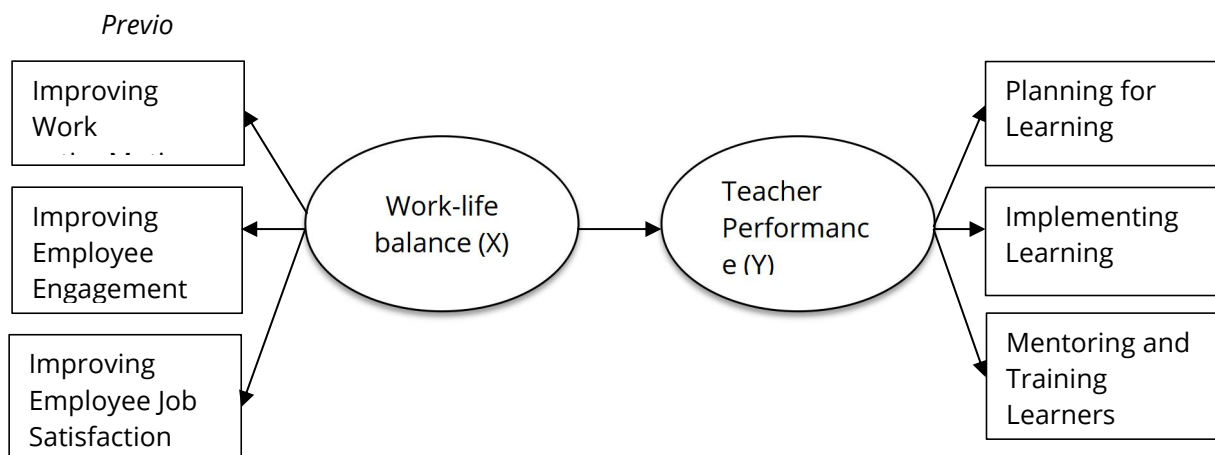 Previo
Improving
Work
Improving
Employee
Engagement
Improving
Employee Job
Satisfaction
Work-life
balance (X)
Teacher
Performanc
e (Y)
Planning for
Learning
Implementing
Learning
Mentoring and
Training
Learners